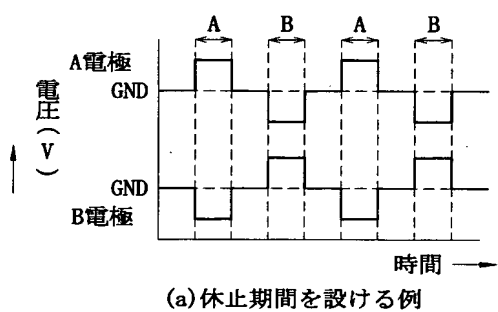 A B A B
A電極
GND
電圧(V)
GND
B電極
時間
(a)休止期間を設ける例